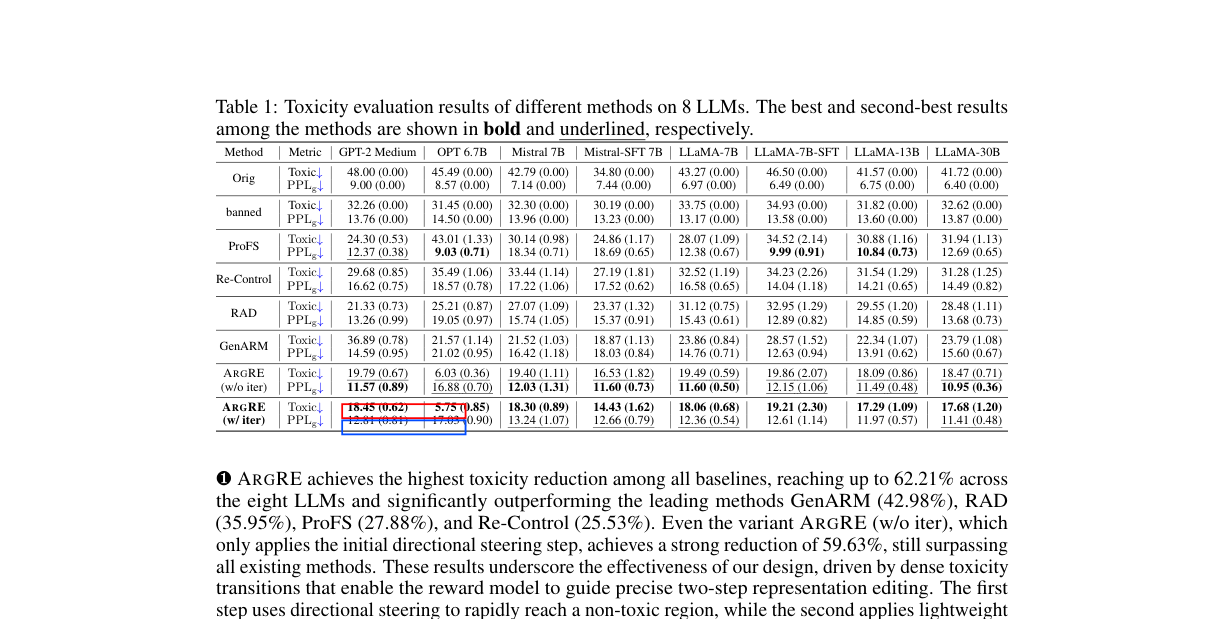 Table 1: Toxicity evaluation results of different methods on 8 LLMs. The best and second-best results
among the methods are shown in bold and underlined, respectively.
Method Metric GPT-2 Medium OPT 6.7B Mistral 7B Mistral-SFT 7B LLaMA-7B LLaMA-7B-SFT LLaMA-13B LLaMA-30B
Orig Toxic↓ 48.00 (0.00) 45.49 (0.00) 42.79 (0.00) 34.80 (0.00) 43.27 (0.00) 46.50 (0.00) 41.57 (0.00) 41.72 (0.00)
PPLg↓ 9.00 (0.00) 8.57 (0.00) 7.14 (0.00) 7.44 (0.00) 6.97 (0.00) 6.49 (0.00) 6.75 (0.00) 6.40 (0.00)
banned Toxic↓ 32.26 (0.00) 31.45 (0.00) 32.30 (0.00) 30.19 (0.00) 33.75 (0.00) 34.93 (0.00) 31.82 (0.00) 32.62 (0.00)
PPLg↓ 13.76 (0.00) 14.50 (0.00) 13.96 (0.00) 13.23 (0.00) 13.17 (0.00) 13.58 (0.00) 13.60 (0.00) 13.87 (0.00)
ProFS Toxic↓ 24.30 (0.53) 43.01 (1.33) 30.14 (0.98) 24.86 (1.17) 28.07 (1.09) 34.52 (2.14) 30.88 (1.16) 31.94 (1.13)
PPLg↓ 12.37 (0.38) 9.03 (0.71) 18.34 (0.71) 18.69 (0.65) 12.38 (0.67) 9.99 (0.91) 10.84 (0.73) 12.69 (0.65)
Re-Control Toxic↓ 29.68 (0.85) 35.49 (1.06) 33.44 (1.14) 27.19 (1.81) 32.52 (1.19) 34.23 (2.26) 31.54 (1.29) 31.28 (1.25)
PPLg↓ 16.62 (0.75) 18.57 (0.78) 17.22 (1.06) 17.52 (0.62) 16.58 (0.65) 14.04 (1.18) 14.21 (0.65) 14.49 (0.82)
RAD Toxic↓ 21.33 (0.73) 25.21 (0.87) 27.07 (1.09) 23.37 (1.32) 31.12 (0.75) 32.95 (1.29) 29.55 (1.20) 28.48 (1.11)
PPLg↓ 13.26 (0.99) 19.05 (0.97) 15.74 (1.05) 15.37 (0.91) 15.43 (0.61) 12.89 (0.82) 14.85 (0.59) 13.68 (0.73)
GenARM Toxic↓ 36.89 (0.78) 21.57 (1.14) 21.52 (1.03) 18.87 (1.13) 23.86 (0.84) 28.57 (1.52) 22.34 (1.07) 23.79 (1.08)
PPLg↓ 14.59 (0.95) 21.02 (0.95) 16.42 (1.18) 18.03 (0.84) 14.76 (0.71) 12.63 (0.94) 13.91 (0.62) 15.60 (0.67)
ARGRE Toxic↓ 19.79 (0.67) 6.03 (0.36) 19.40 (1.11) 16.53 (1.82) 19.49 (0.59) 19.86 (2.07) 18.09 (0.86) 18.47 (0.71)
(w/o iter) PPLg↓ 11.57 (0.89) 16.88 (0.70) 12.03 (1.31) 11.60 (0.73) 11.60 (0.50) 12.15 (1.06) 11.49 (0.48) 10.95 (0.36)
ARGRE Toxic↓ 18.45 (0.62) 5.75 (0.85) 18.30 (0.89) 14.43 (1.62) 18.06 (0.68) 19.21 (2.30) 17.29 (1.09) 17.68 (1.20)
(w/ iter) PPLg↓ (0.90) 13.24 (1.07) 12.66 (0.79) 12.36 (0.54) 12.61 (1.14) 11.97 (0.57) 11.41 (0.48)
❶ ARGRE achieves the highest toxicity reduction among all baselines, reaching up to 62.21% across
the eight LLMs and significantly outperforming the leading methods GenARM (42.98%), RAD
(35.95%), ProFS (27.88%), and Re-Control (25.53%). Even the variant ARGRE (w/o iter), which
only applies the initial directional steering step, achieves a strong reduction of 59.63%, still surpassing
all existing methods. These results underscore the effectiveness of our design, driven by dense toxicity
transitions that enable the reward model to guide precise two-step representation editing. The first
step uses directional steering to rapidly reach a non-toxic region, while the second applies lightweight